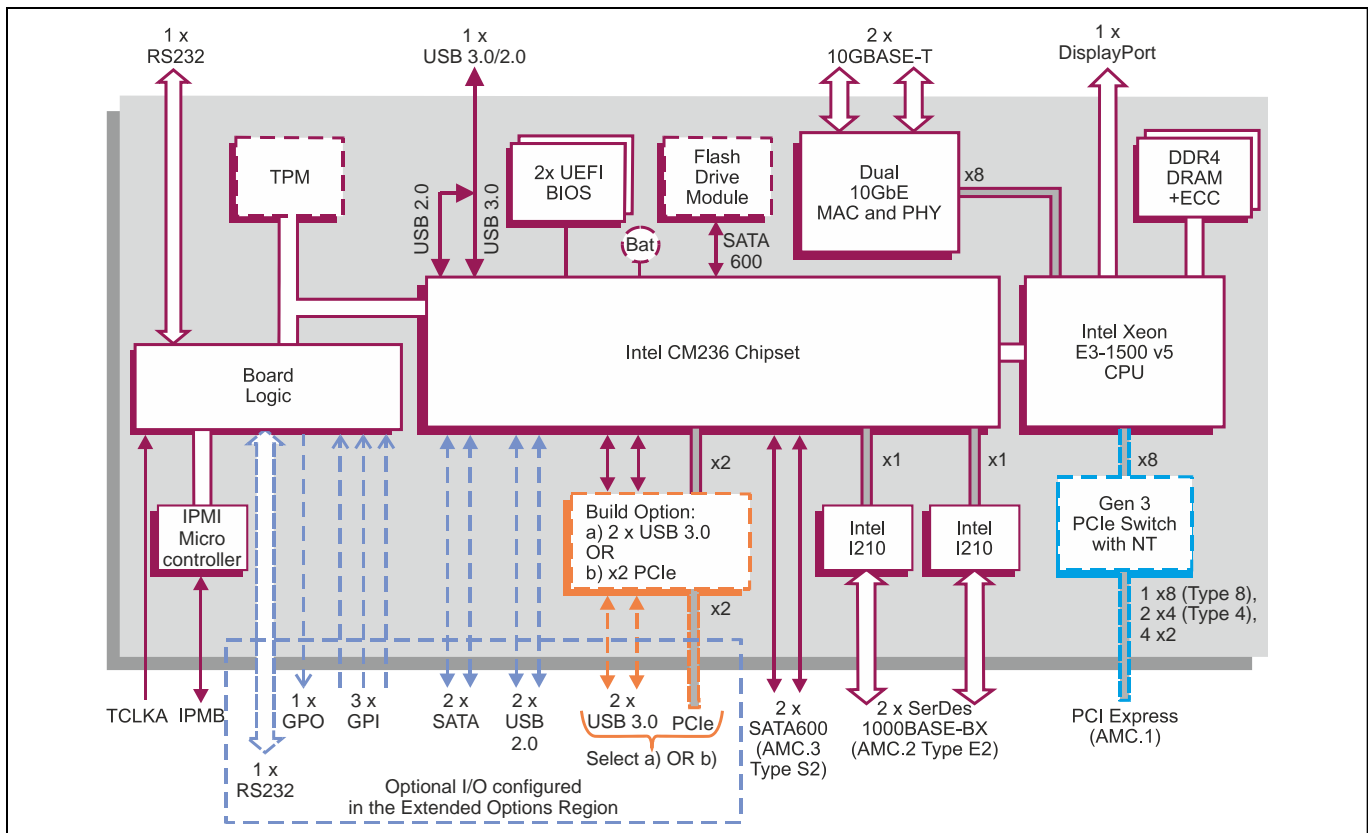 1 x
RS232
1 x
USB 3.0/2.0
2 x
10GBASE-T
1 x
DisplayPort
TPM
USB 2.0
USB 3.0
2x UEFI
BIOS
Flash
Drive
Module
Bat
SATA
600
Dual
10GbE
MAC and PHY
x8
DDR4
DRAM
+ECC
Board
Logic
Intel CM236 Chipset
Intel Xeon
E3-1500 v5
CPU
x2
x1
x1
x8
IPMI
Micro
controller
Build Option:
a) 2 x USB 3.0
OR
b) x2 PCIe
Intel
I210
Intel
I210
Gen 3
PCIe Switch
with NT
x2
1 x8 (Type 8),
2 x4 (Type 4),
4 x2
TCLKA
IPMB
1 x
GPO
3 x
GPI
2 x
SATA
2 x
USB
2.0
2 x
USB 3.0
PCIe
2 x
SATA600
(AMC.3
Type S2)
2 x SerDes
1000BASE-BX
(AMC.2 Type E2)
PCI Express
(AMC.1)
Select a) OR b)
1 x
RS232
Optional I/O configured
in the Extended Options Region